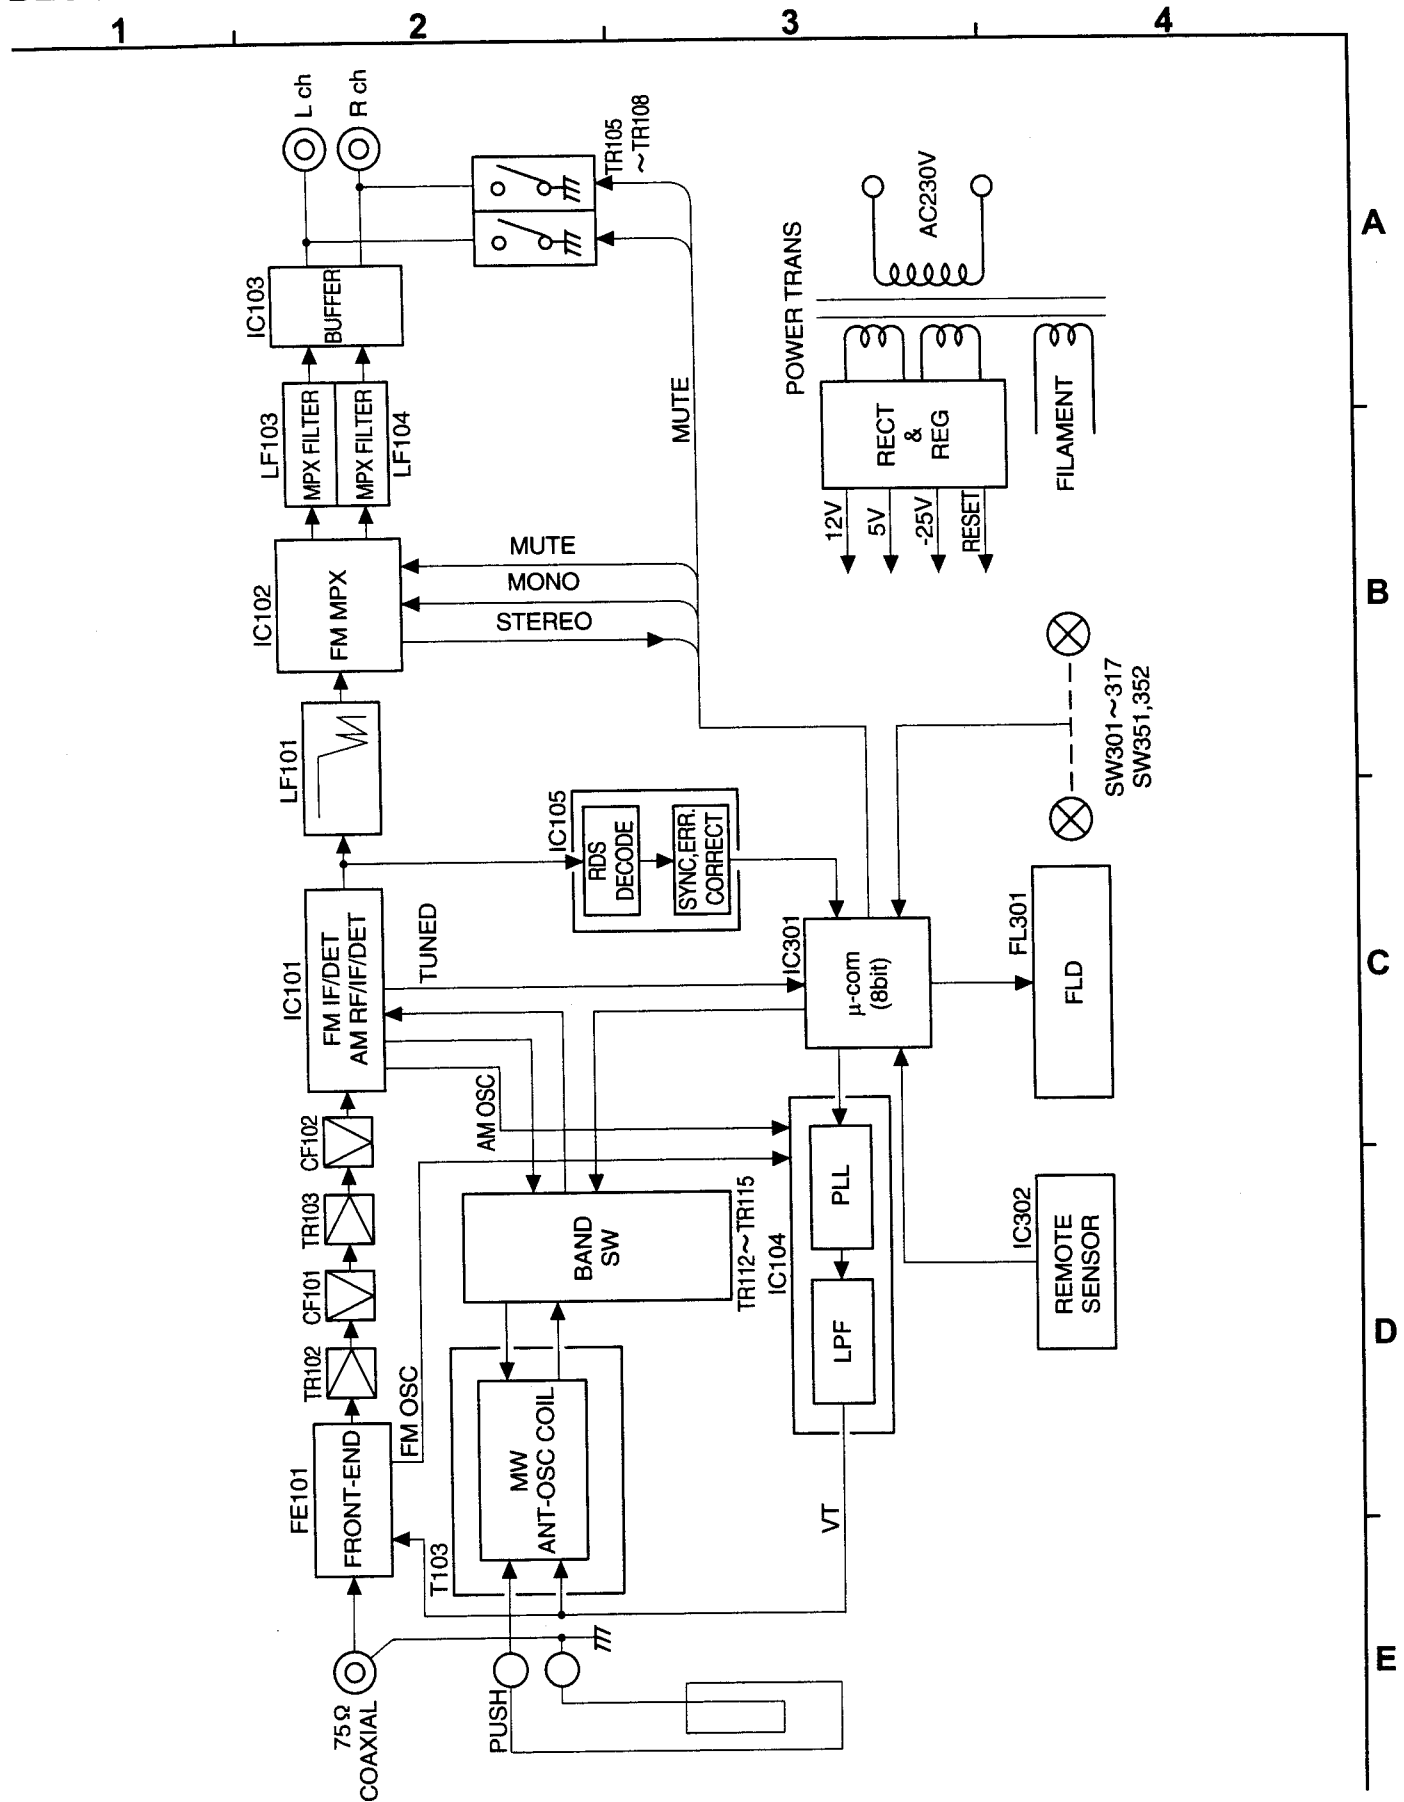 1
2
3
4
A
B
C
D
E
L ch
R ch
TR105
~TR108
IC103
BUFFER
LF103
MPX FILTER
MPX FILTER
LF104
MUTE
IC102
FM MPX
MUTE
MONO
STEREO
LF101
POWER TRANS
AC230V
RECT
&
REG
FILAMENT
12V
5V
-25V
RESET
SW301~317
SW351,352
IC105
RDS
DECODE
SYNC,ERR.
CORRECT
IC101
FM IF/DET
AM RF/IF/DET
TUNED
IC301
μ-com
(8bit)
FL301
FLD
AM OSC
CF102
TR103
CF101
TR102
FM OSC
BAND
SW
TR112~TR115
IC104
PLL
LPF
IC302
REMOTE
SENSOR
FE101
FRONT-END
T103
MW
ANT-OSC COIL
VT
75Ω
COAXIAL
PUSH